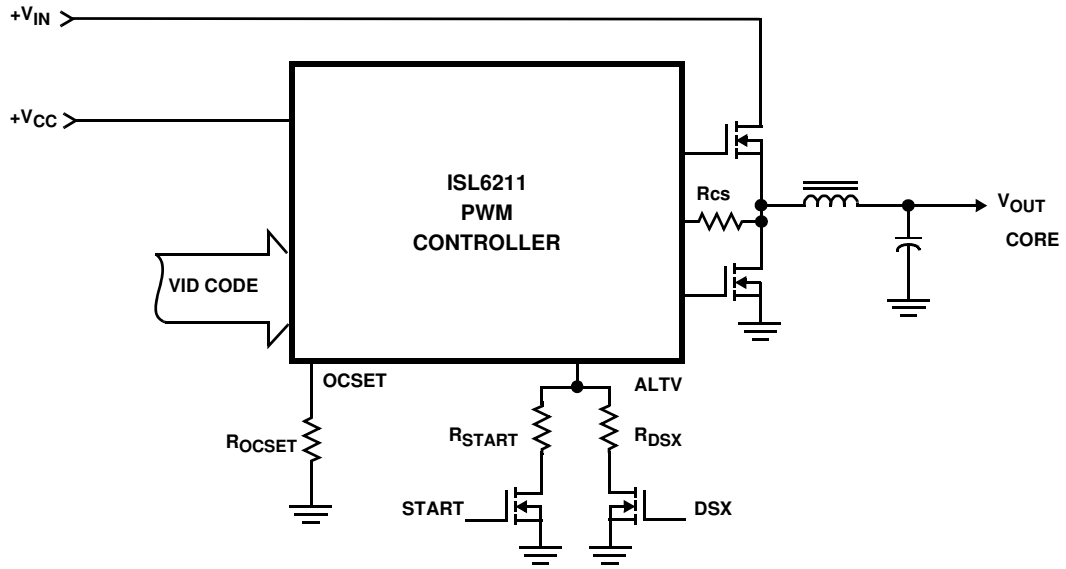 +VIN
+VCC
ISL6211
PWM
CONTROLLER
Rcs
VOUT
CORE
VID CODE
OCSET
ALTV
ROCSET
RSTART
RDSX
START
DSX